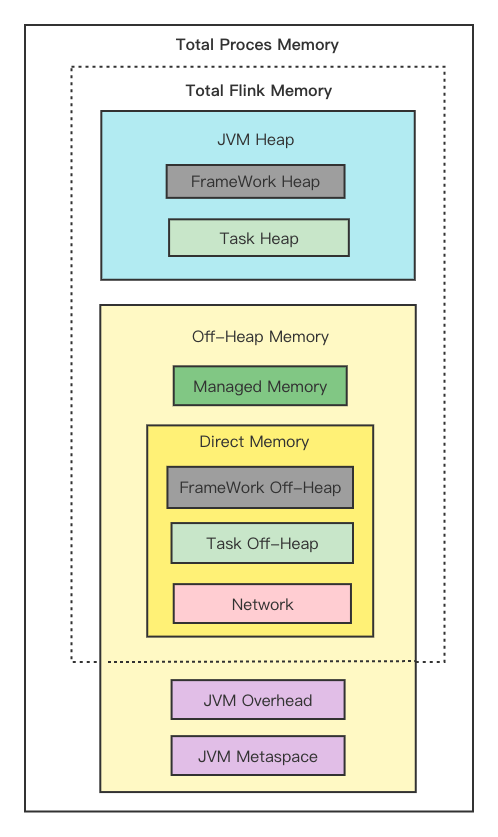 Total Proces Memory
Total Flink Memory
JVM Heap
FrameWork Heap
Task Heap
Off-Heap Memory
Managed Memory
Direct Memory
FrameWork Off-Heap
Task Off-Heap
Network
JVM Overhead
JVM Metaspace